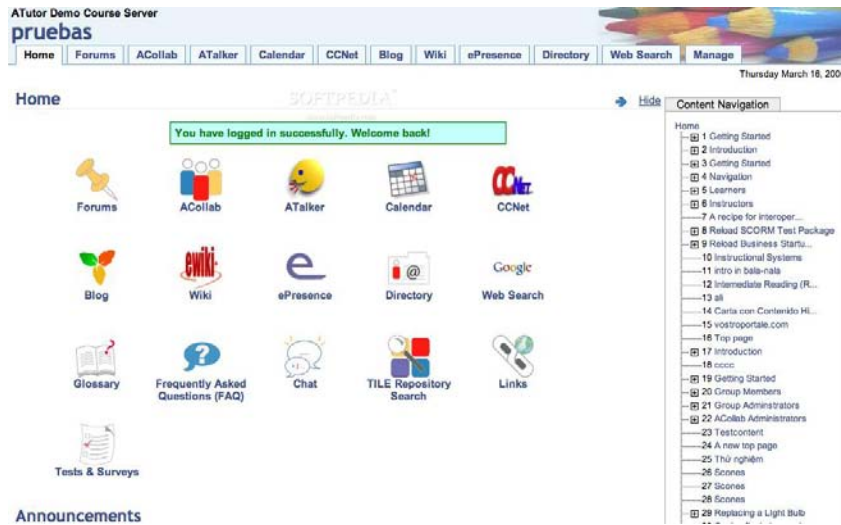 ATutor Demo Course Server
pruebas
Home Forums ACollab ATalker Calendar CCNet Blog Wiki ePresence Directory Web Search Manage
Thursday March 16, 200
Home
SOFTPEDIA
Hide
Content Navigation
You have logged in successfully. Welcome back!
Forums ACollab ATalker Calendar CCNet
ewiki
Google
Blog Wiki ePresence Directory Web Search
Glossary Frequently Asked Questions (FAQ) Chat TILE Repository Search Links
Tests & Surveys
Announcements
Home
1 Getting Started
2 Introduction
3 Getting Started
4 Navigation
5 Learners
6 Instructors
7 A recipe for interoper...
8 Reload SCORM Test Package
9 Reload Business Startu...
10 Instructional Systems
11 intro in bala-nala
12 Intermediate Reading (R...
13 ali
14 Carta con Contenido Hi...
15 vostroportale.com
16 Top page
17 Introduction
18 cccc
19 Getting Started
20 Group Members
21 Group Adminstrators
22 ACollab Administrators
23 Testcontent
24 A new top page
25 Thử nghiệm
26 Scones
27 Scones
28 Scones
29 Replacing a Light Bulb